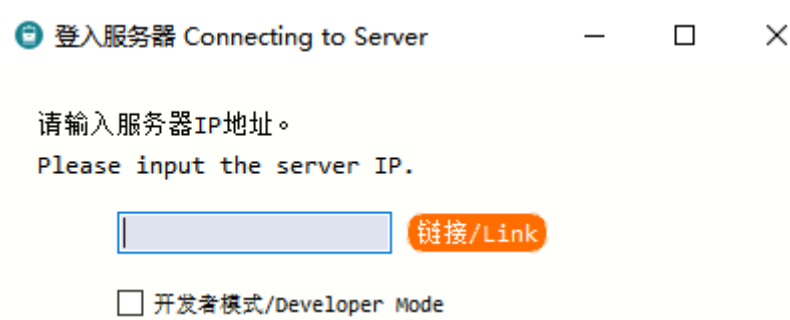 登入服务器 Connecting to Server
请输入服务器IP地址。
Please input the server IP.
链接/Link
开发者模式/Developer Mode